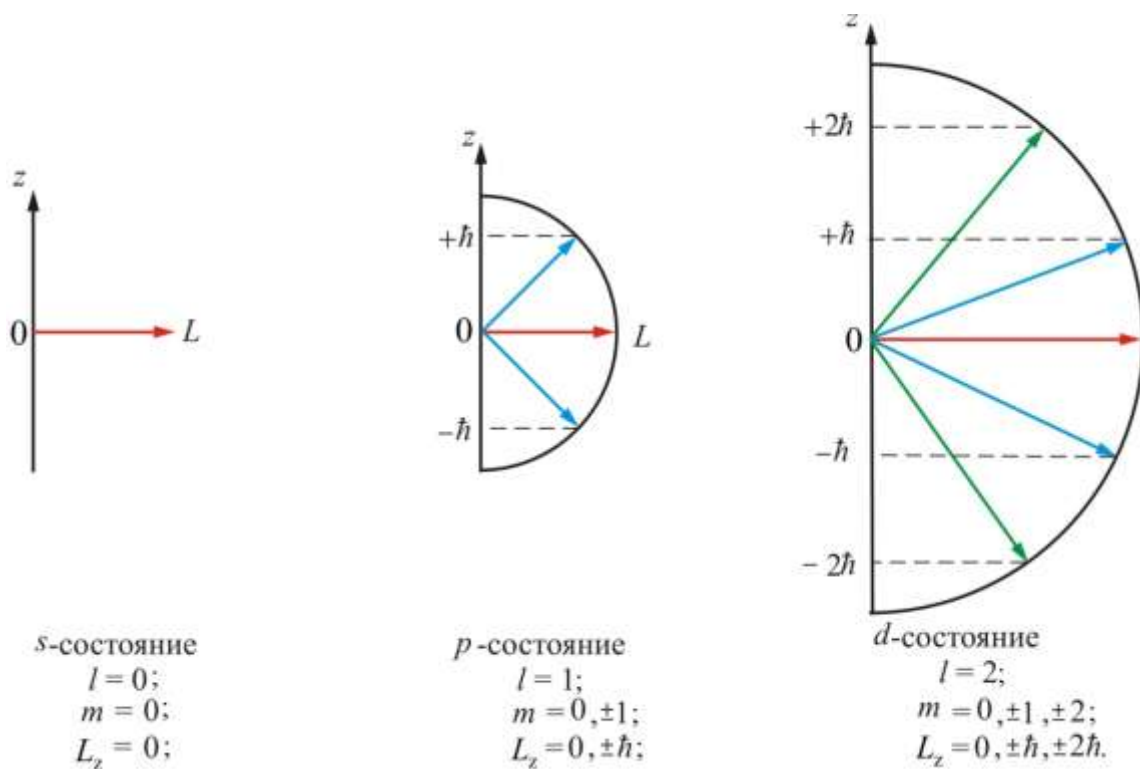 z
0
L
s-состояние
l = 0;
m = 0;
L_z = 0;
z
+ħ
0
L
−ħ
p -состояние
l = 1;
m = 0, ±1;
L_z = 0, ±ħ;
z
+2ħ
+ħ
0
−ħ
− 2ħ
d-состояние
l = 2;
m = 0, ±1, ±2;
L_z = 0, ±ħ, ±2ħ.